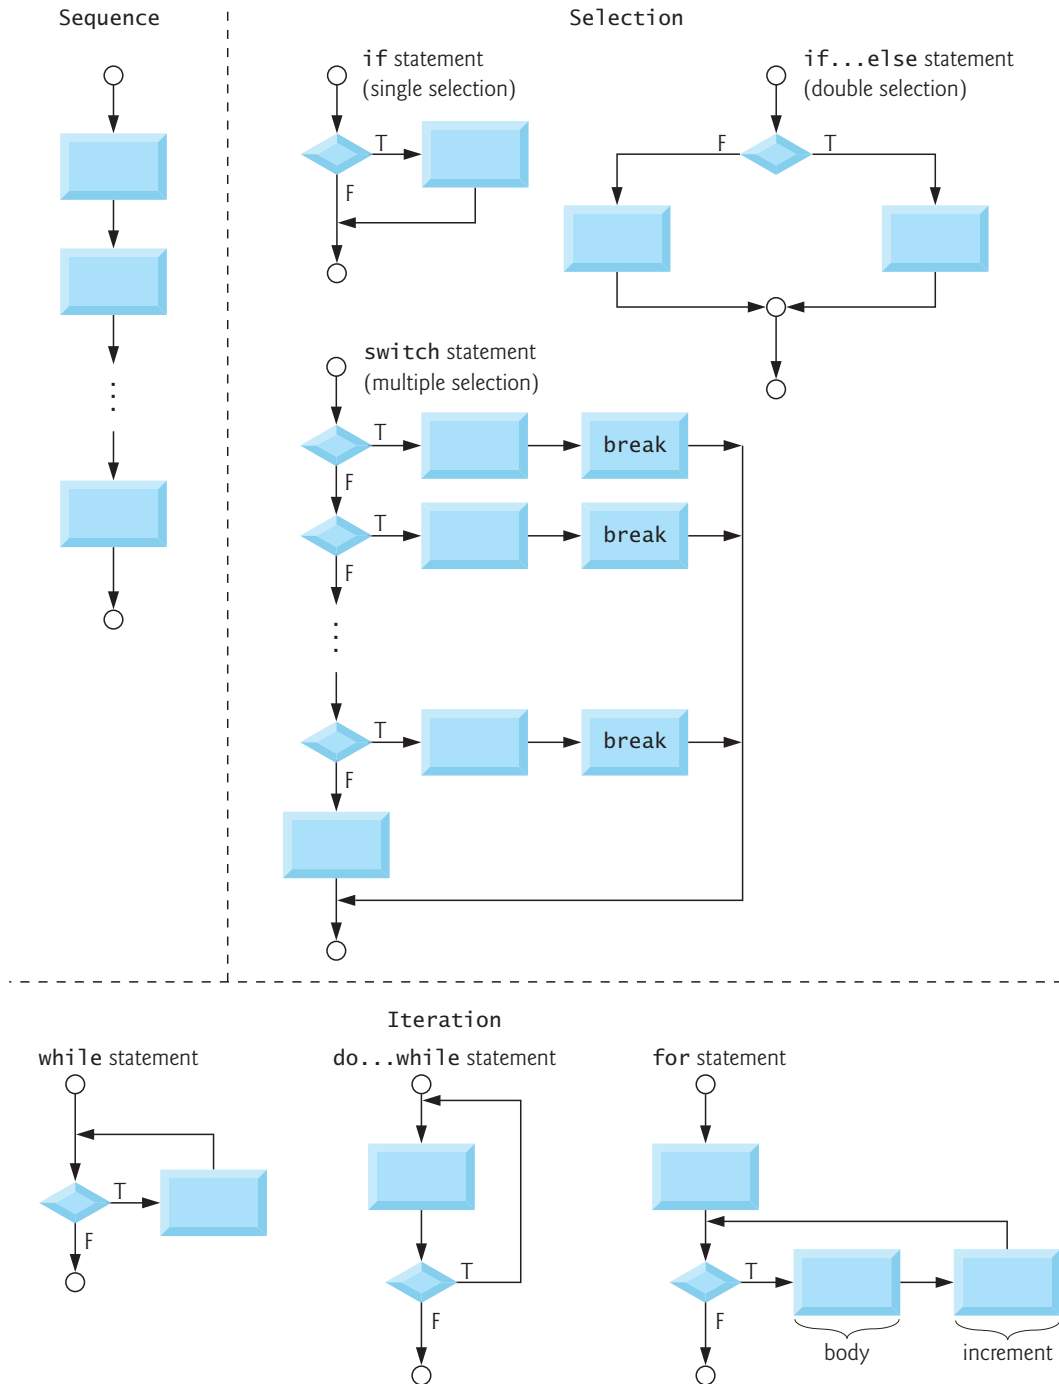 Sequence
Selection
if statement
(single selection)
T
F
if...else statement
(double selection)
F
T
switch statement
(multiple selection)
T
break
F
T
break
F
T
break
F
Iteration
while statement
T
F
do...while statement
T
F
for statement
T
F
body
increment